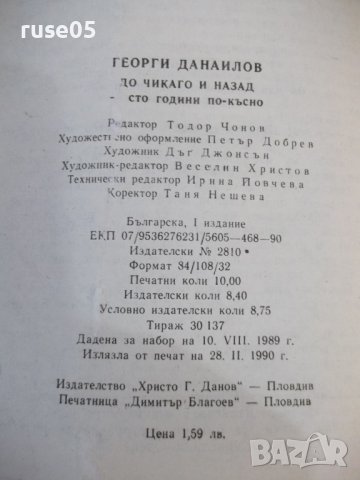 ruse05
ГЕОРГИ ДАНАИЛОВ
ДО ЧИКАГО И НАЗАД
- СТО ГОДИНИ ПО-КЪСНО
Редактор Тодор Чонов
Художествено оформление Петър Добрев
Художник Дъг Джонсън
Художник-редактор Веселин Христов
Технически редактор Ирина Йовчева
Коректор Таня Нешева
Българска, I издание
ЕКП 07/9536276231/5605—468—90
Издателски № 2810
Формат 84/108/32
Печатни коли 10,00
Издателски коли 8,40
Условно издателски коли 8,75
Тираж 30 137
Дадена за набор на 10. VIII. 1989 г.
Излязла от печат на 28. II. 1990 г.
Издателство „Христо Г. Данов" — Пловдив
Печатница „Димитър Благоев" — Пловдив
Цена 1,59 лв.
BAZAR